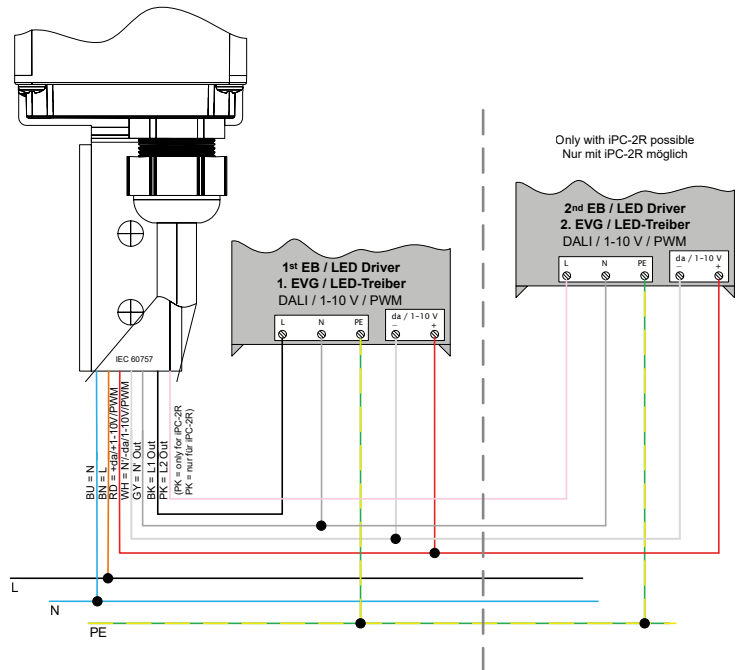 Only with iPC-2R possible
Nur mit iPC-2R möglich
2nd EB / LED Driver
2. EVG / LED-Treiber
DALI / 1-10 V / PWM
L
N
PE
da / 1-10 V
–
+
1st EB / LED Driver
1. EVG / LED-Treiber
DALI / 1-10 V / PWM
L
N
PE
da / 1-10 V
–
+
IEC 60757
BU = N
BN = L
RD = +da/+1-10V/PWM
WH = N'/-da/1-10V/PWM
GY = N' Out
BK = L1 Out
PK = L2 Out
(PK = only for iPC-2R
PK = nur für iPC-2R)
L
N
PE